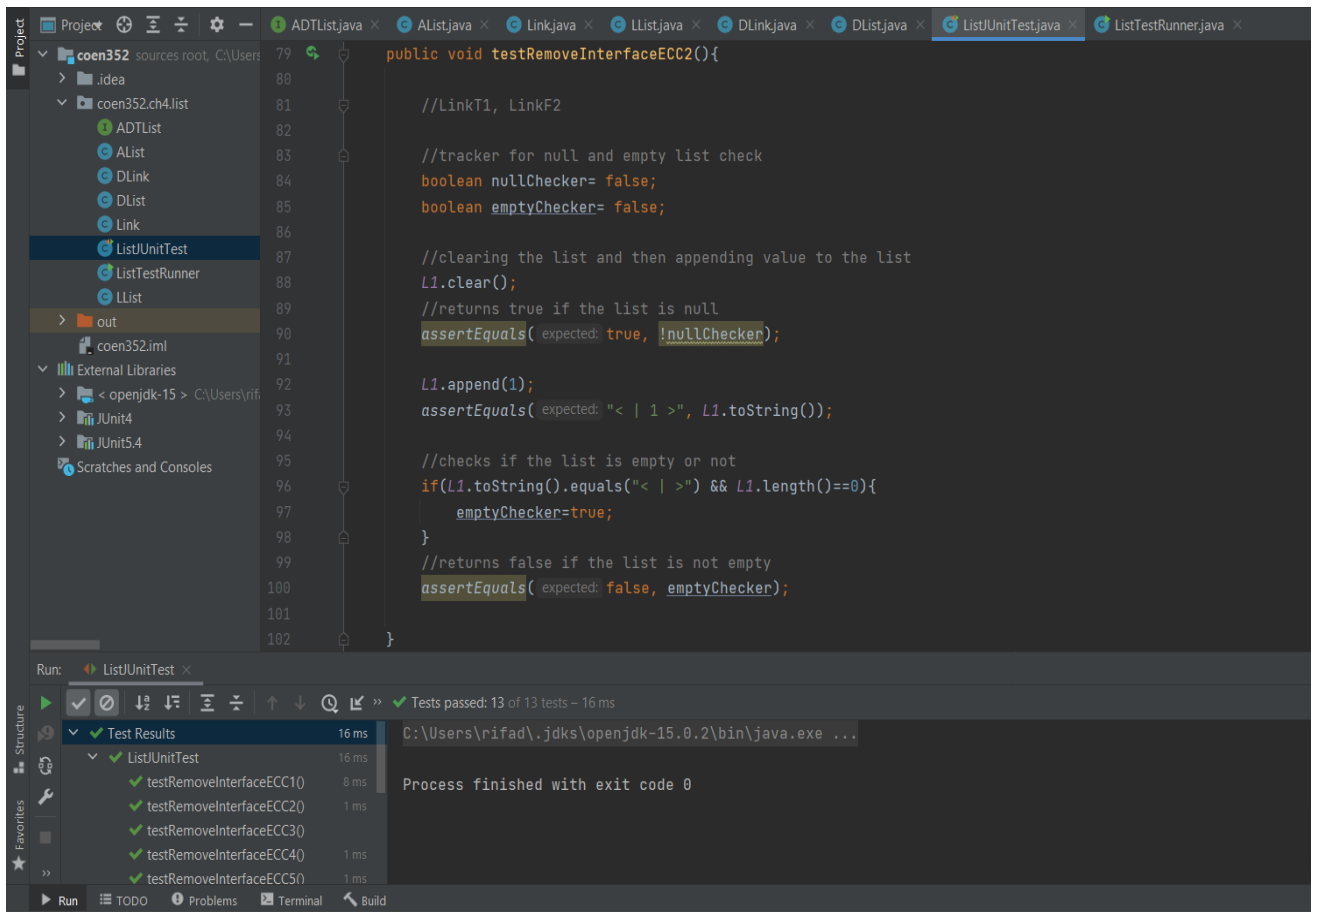 Project
ADTList.java
AList.java
Link.java
LList.java
DLink.java
DList.java
ListJUnitTest.java
ListTestRunner.java
Project
coen352 sources root, C:\Users
.idea
coen352.ch4.list
ADTList
AList
DLink
DList
Link
ListJUnitTest
ListTestRunner
LList
out
coen352.iml
External Libraries
< openjdk-15 > C:\Users\rifa
JUnit4
JUnit5.4
Scratches and Consoles
79 public void testRemoveInterfaceECC2(){
80
81 //LinkT1, LinkF2
82
83 //tracker for null and empty list check
84 boolean nullChecker= false;
85 boolean emptyChecker= false;
86
87 //clearing the list and then appending value to the list
88 L1.clear();
89 //returns true if the list is null
90 assertEquals( expected: true, !nullChecker);
91
92 L1.append(1);
93 assertEquals( expected: "< | 1 >", L1.toString());
94
95 //checks if the list is empty or not
96 if(L1.toString().equals("< | >") && L1.length()==0){
97 emptyChecker=true;
98 }
99 //returns false if the list is not empty
100 assertEquals( expected: false, emptyChecker);
101
102 }
Run: ListJUnitTest
Tests passed: 13 of 13 tests – 16 ms
Test Results 16 ms
ListJUnitTest 16 ms
testRemoveInterfaceECC1() 8 ms
testRemoveInterfaceECC2() 1 ms
testRemoveInterfaceECC3()
testRemoveInterfaceECC4() 1 ms
testRemoveInterfaceECC5() 1 ms
C:\Users\rifad\.jdks\openjdk-15.0.2\bin\java.exe ...
Process finished with exit code 0
Structure
Favorites
Run
TODO
Problems
Terminal
Build